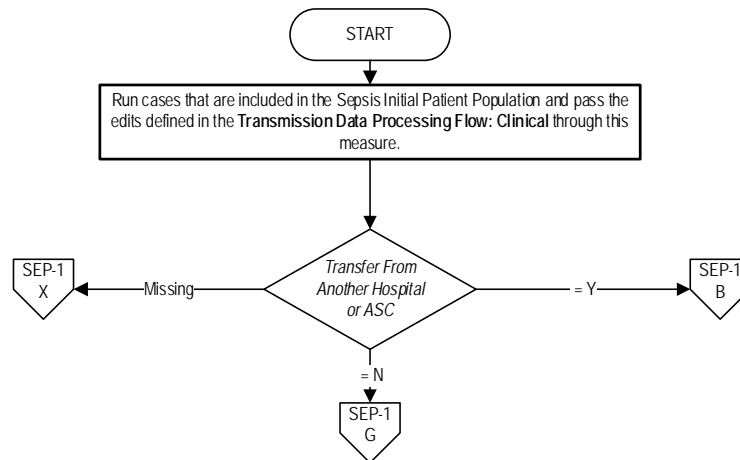 START
Run cases that are included in the Sepsis Initial Patient Population and pass the
edits defined in the Transmission Data Processing Flow: Clinical through this
measure.
SEP-1
X
Missing
Transfer From
Another Hospital
or ASC
= Y
SEP-1
B
= N
SEP-1
G